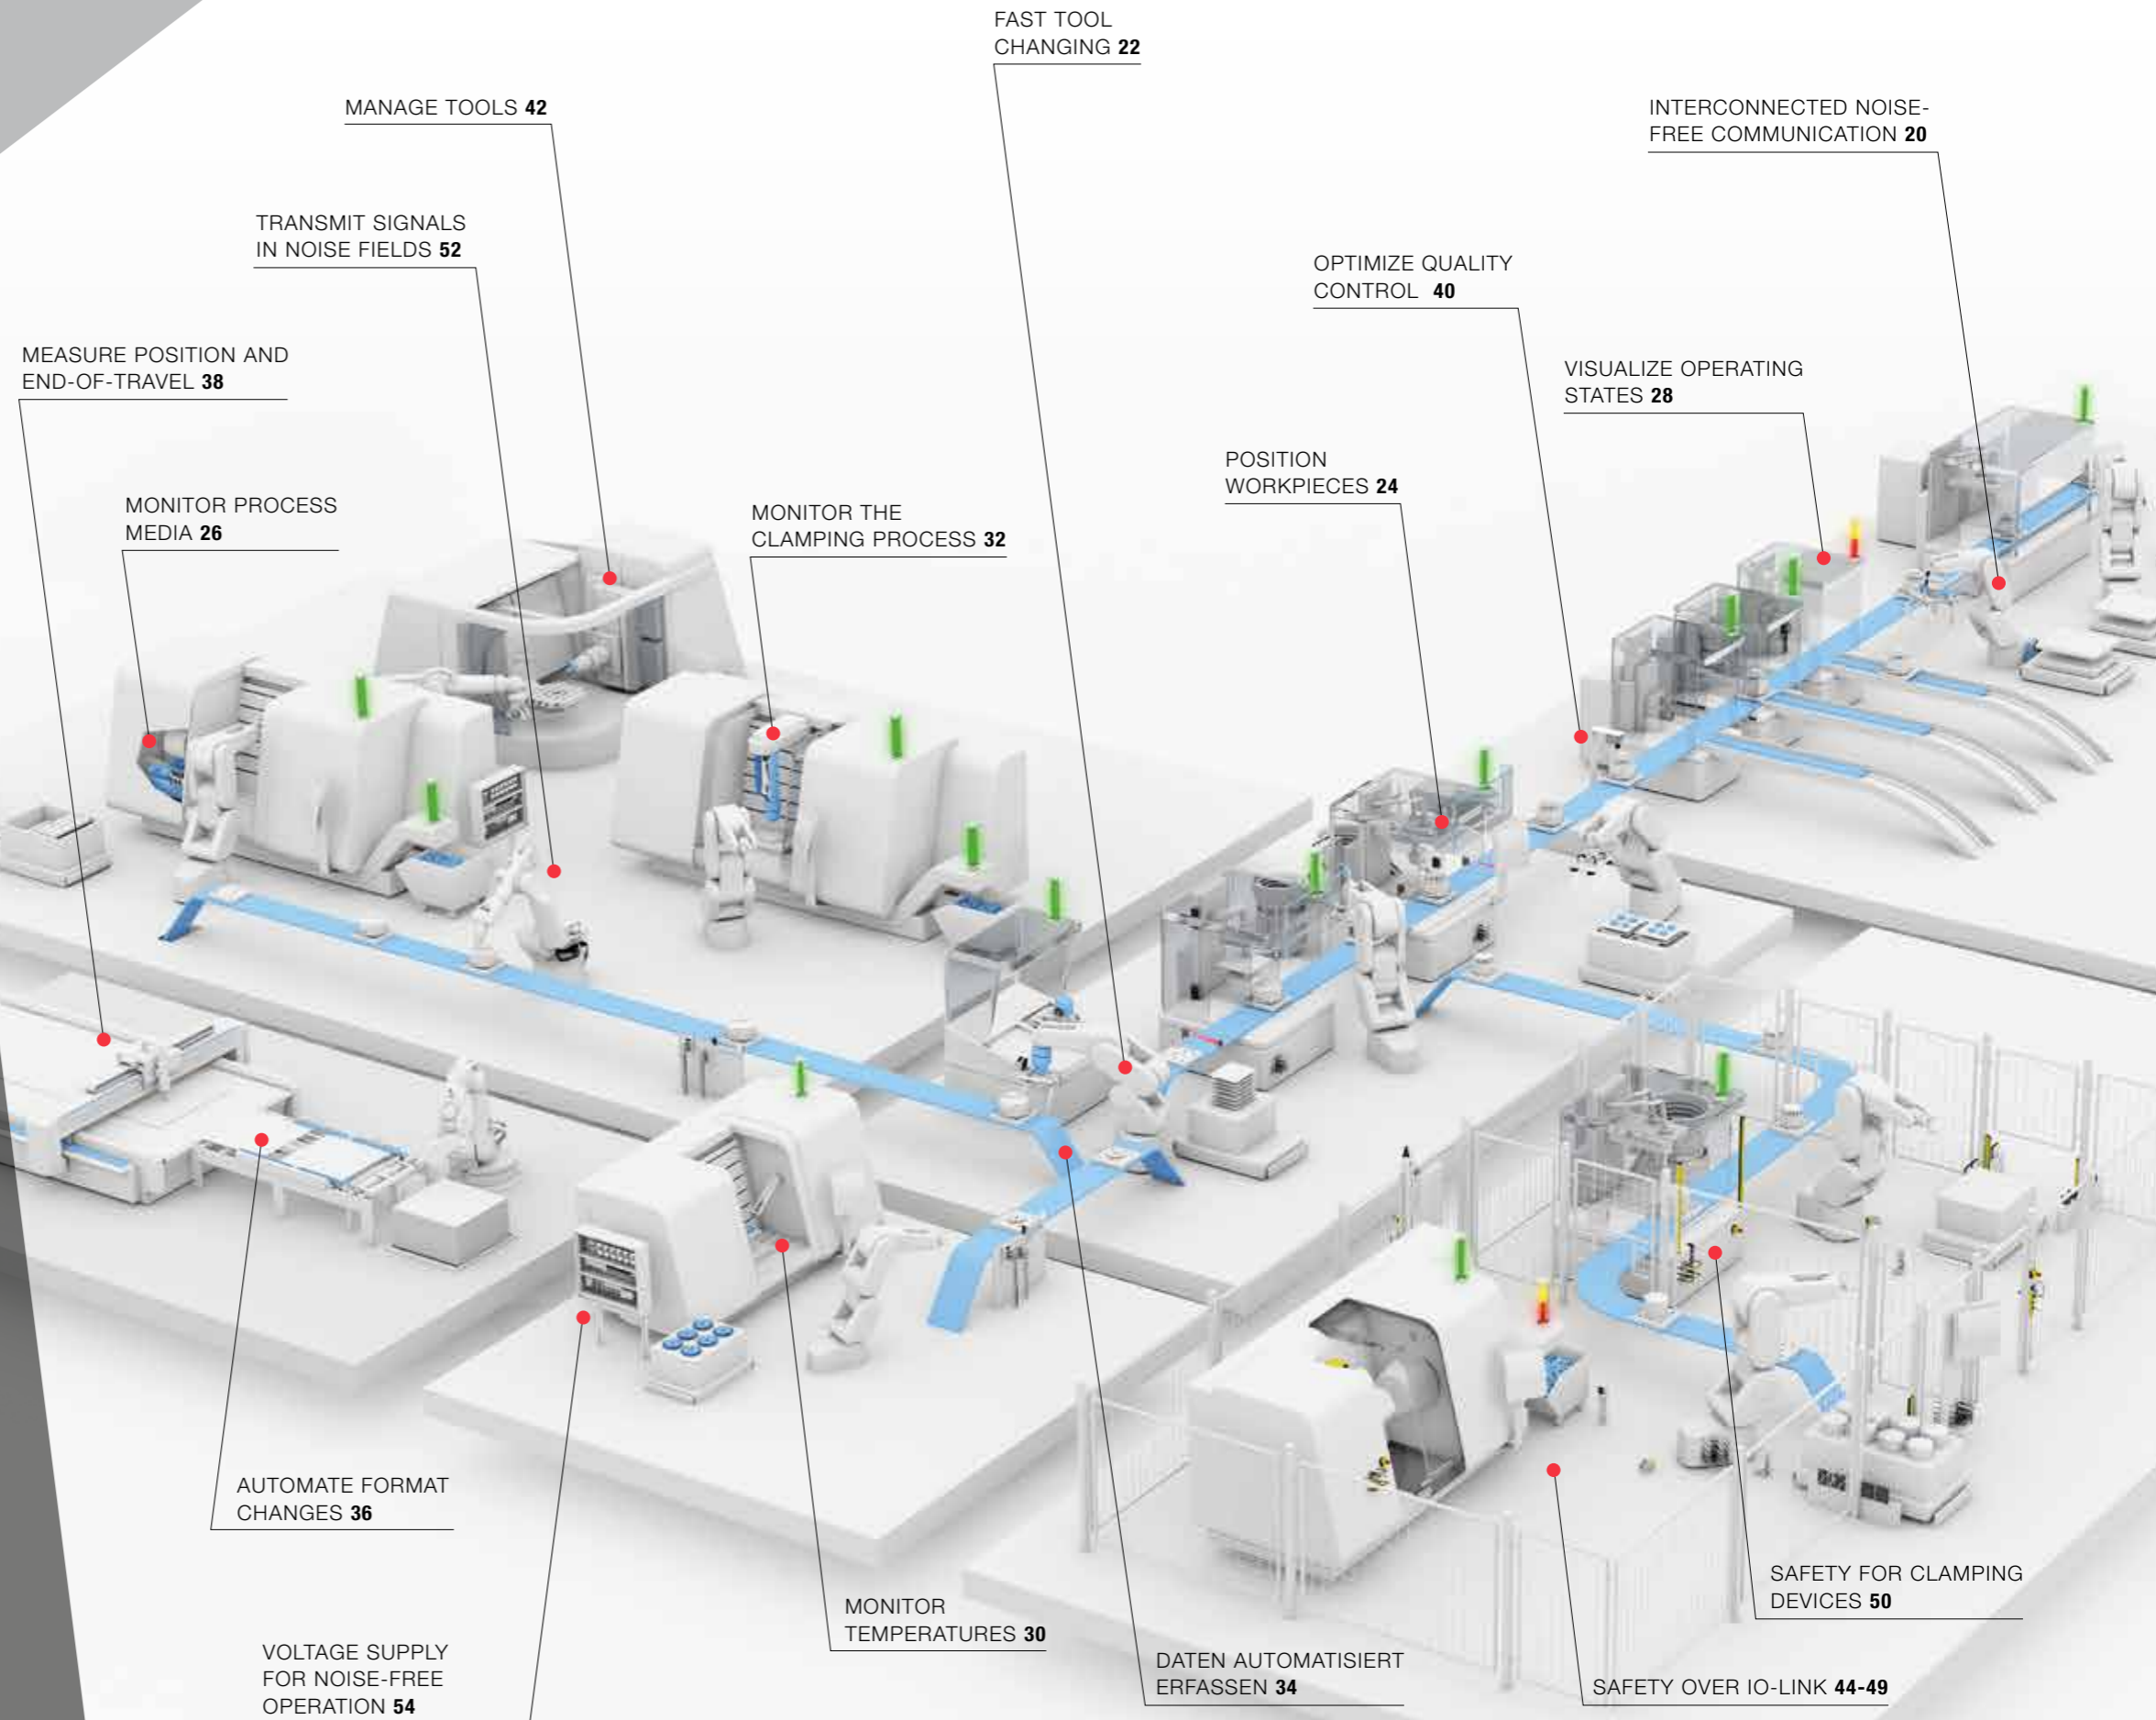 FAST TOOL
CHANGING 22
MANAGE TOOLS 42
INTERCONNECTED NOISE-
FREE COMMUNICATION 20
TRANSMIT SIGNALS
IN NOISE FIELDS 52
OPTIMIZE QUALITY
CONTROL 40
MEASURE POSITION AND
END-OF-TRAVEL 38
VISUALIZE OPERATING
STATES 28
POSITION
WORKPIECES 24
MONITOR PROCESS
MEDIA 26
MONITOR THE
CLAMPING PROCESS 32
AUTOMATE FORMAT
CHANGES 36
SAFETY FOR CLAMPING
DEVICES 50
MONITOR
TEMPERATURES 30
VOLTAGE SUPPLY
FOR NOISE-FREE
OPERATION 54
DATEN AUTOMATISIERT
ERFASSEN 34
SAFETY OVER IO-LINK 44-49